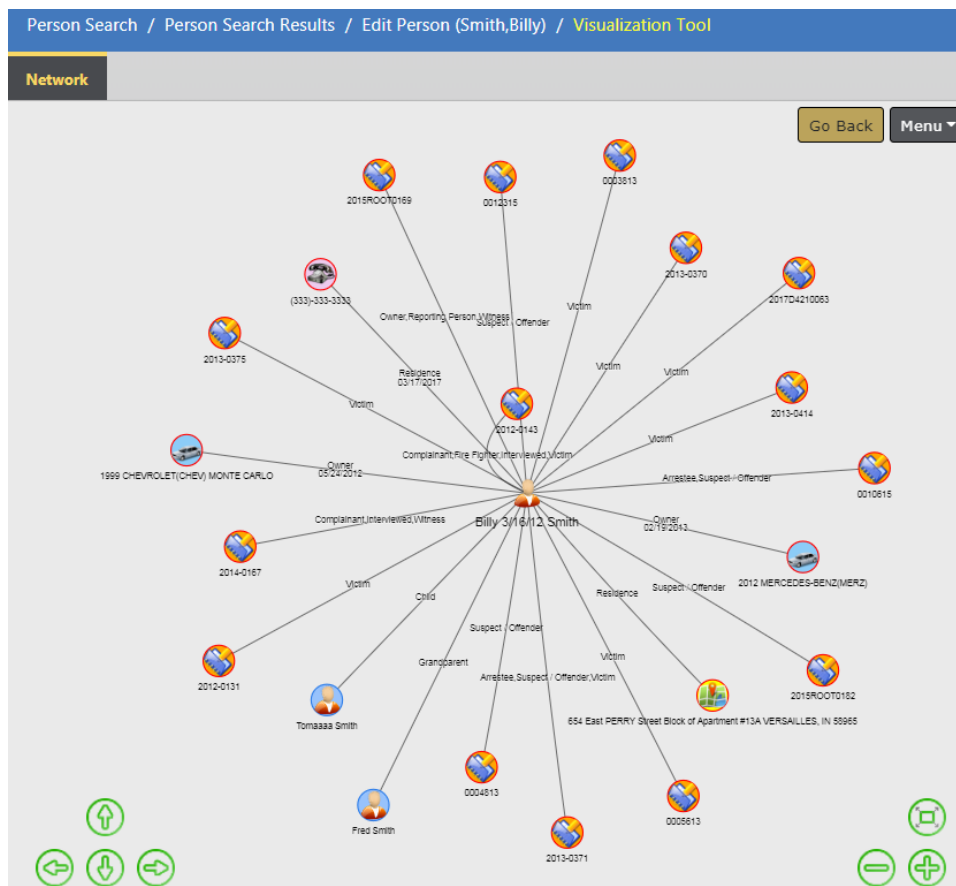 Person Search / Person Search Results / Edit Person (Smith,Billy) / Visualization Tool
Network
Go Back
Menu
0003813
2015ROOT0169
0012315
2013-0370
2017D4210063
(333)-333-3333
Owner,Reporting Person,Witness
Suspect / Offender
Victim
2013-0375
Residence
03/17/2017
Victim
Victim
2013-0414
Victim
2012-0143
Victim
Complainant,Fire Fighter,Interviewed,Victim
1999 CHEVROLET(CHEV) MONTE CARLO
Owner
05/24/2012
Arrestee,Suspect / Offender
0010615
Complainant,Interviewed,Witness
Billy 3/16/12 Smith
Owner
02/19/2013
2014-0167
2012 MERCEDES-BENZ(MERZ)
Victim
Child
Residence
Suspect / Offender
Suspect / Offender
2012-0131
Grandparent
Victim
Arrestee,Suspect / Offender,Victim
2015ROOT0182
Tomaaaa Smith
654 East PERRY Street Block of Apartment #13A VERSAILLES, IN 58965
0004813
0005613
Fred Smith
2013-0371